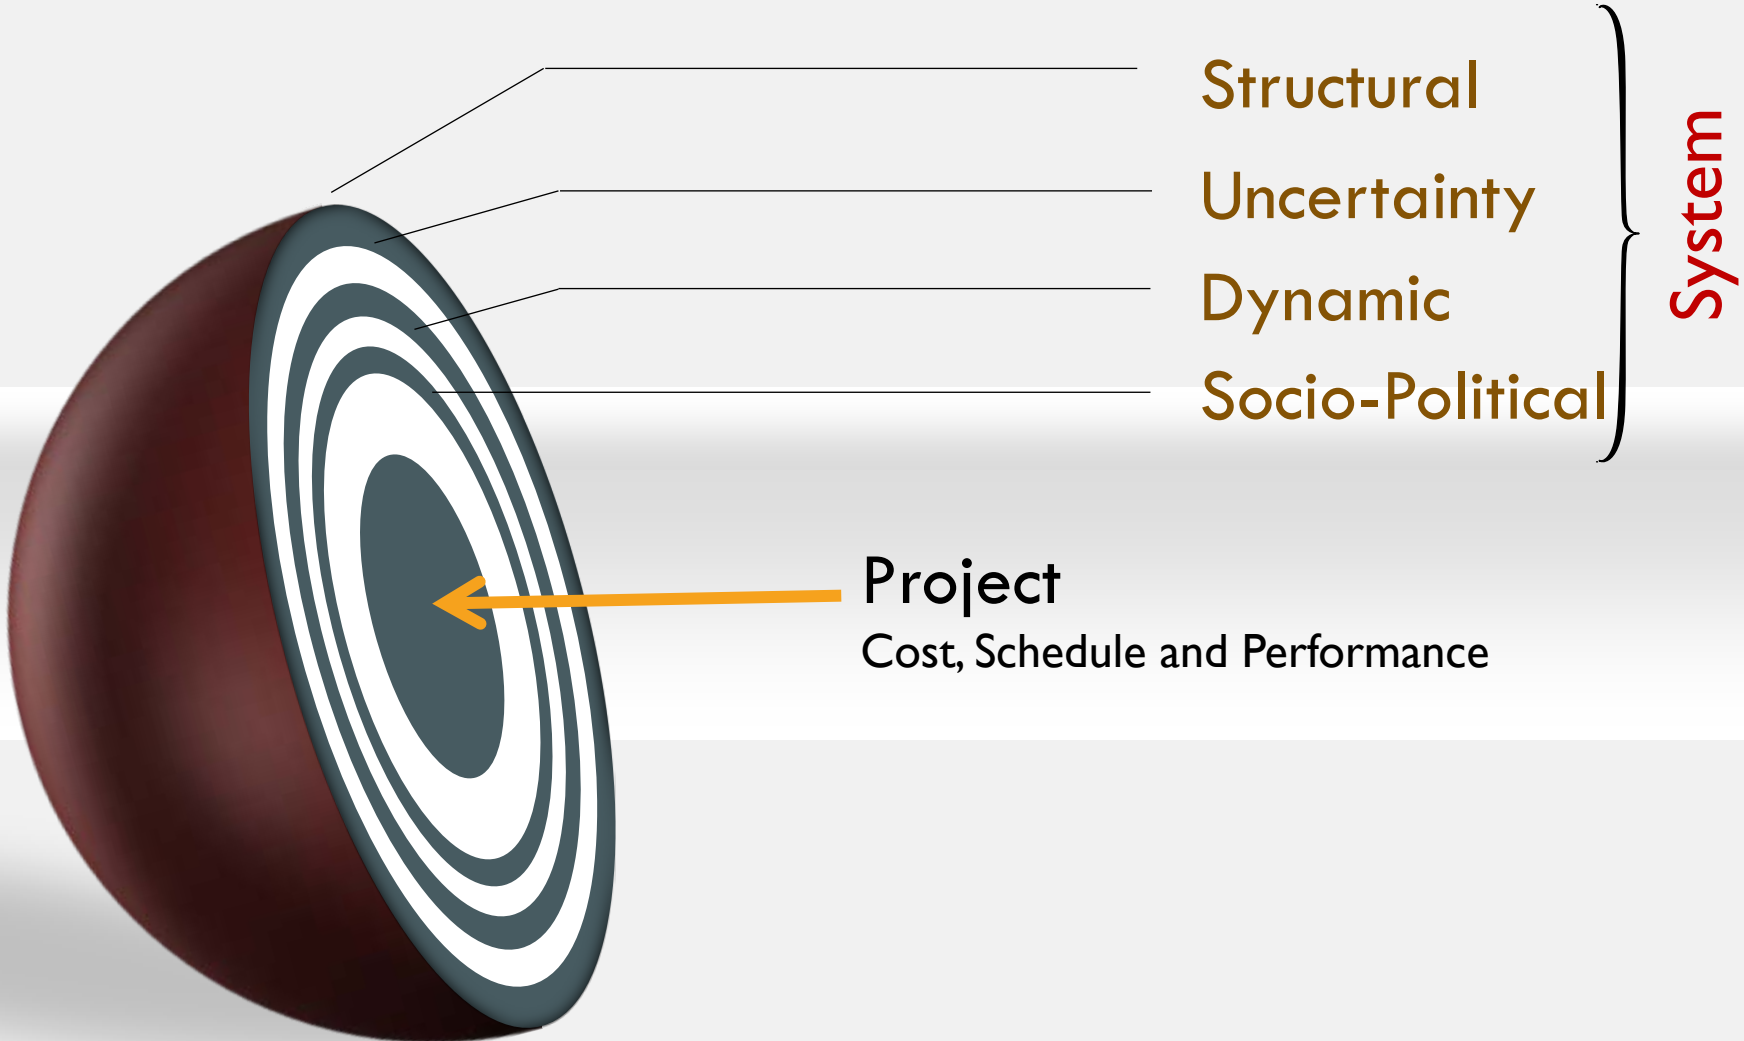 Structural
Uncertainty
Dynamic
Socio-Political
System
Project
Cost, Schedule and Performance